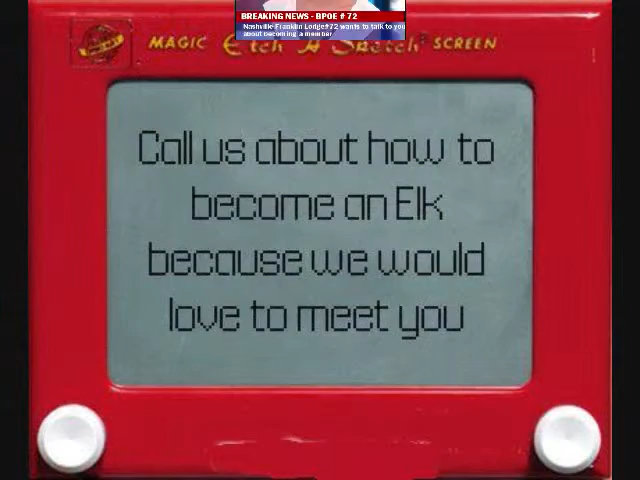 BREAKING NEWS - BPOE # 72
Nashville-Franklin Lodge#72 wants to talk to you
about becoming a member
MAGIC Etch A Sketch® SCREEN
Call us about how to
become an Elk
because we would
love to meet you